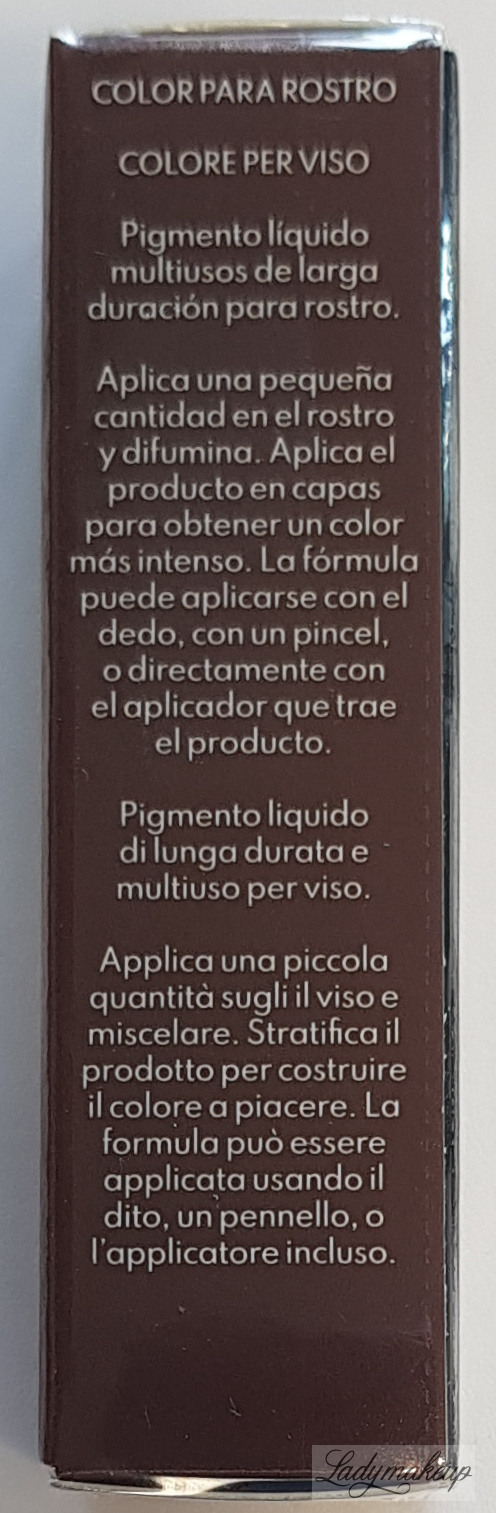 COLOR PARA ROSTRO
COLORE PER VISO
Pigmento líquido
multiusos de larga
duración para rostro.
Aplica una pequeña
cantidad en el rostro
y difumina. Aplica el
producto en capas
para obtener un color
más intenso. La fórmula
puede aplicarse con el
dedo, con un pincel,
o directamente con
el aplicador que trae
el producto.
Pigmento liquido
di lunga durata e
multiuso per viso.
Applica una piccola
quantità sugli il viso e
miscelare. Stratifica il
prodotto per costruire
il colore a piacere. La
formula può essere
applicata usando il
dito, un pennello, o
l'applicatore incluso.
Ladymakeup